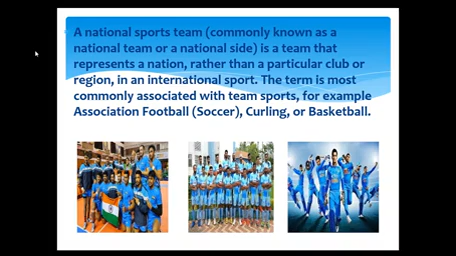 A national sports team (commonly known as a
national team or a national side) is a team that
represents a nation, rather than a particular club or
region, in an international sport. The term is most
commonly associated with team sports, for example
Association Football (Soccer), Curling, or Basketball.